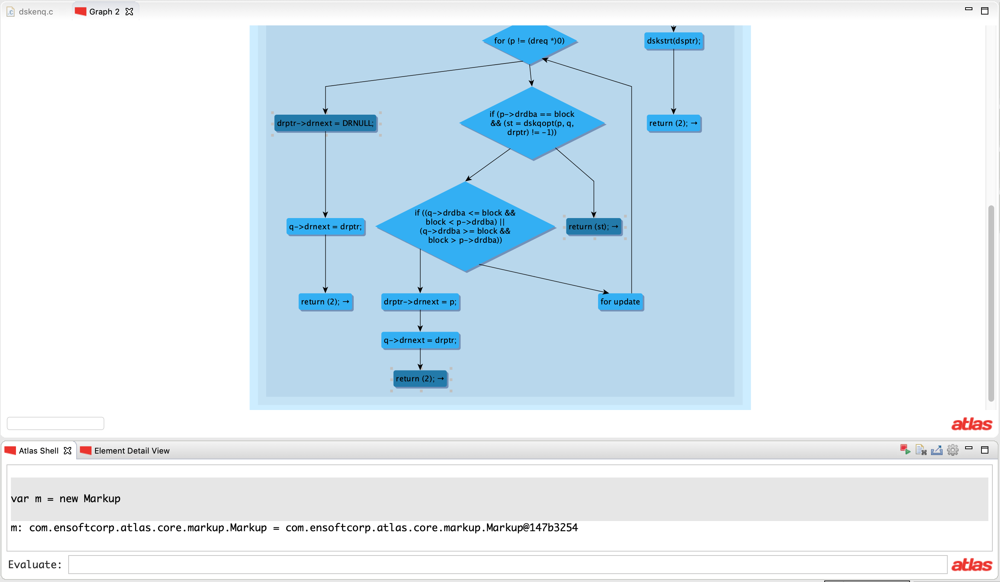 dskenq.c
Graph 2
for (p != (dreq *)0)
dskstrt(dsptr);
drptr->drnext = DRNULL;
if (p->drdba == block
&& (st = dskqopt(p, q,
drptr) != -1))
return (2); →
q->drnext = drptr;
if ((q->drdba <= block &&
block < p->drdba) ||
(q->drdba >= block &&
block > p->drdba))
return (st); →
return (2); →
drptr->drnext = p;
for update
q->drnext = drptr;
return (2); →
atlas
Atlas Shell
Element Detail View
var m = new Markup
m: com.ensoftcorp.atlas.core.markup.Markup = com.ensoftcorp.atlas.core.markup.Markup@147b3254
Evaluate:
atlas